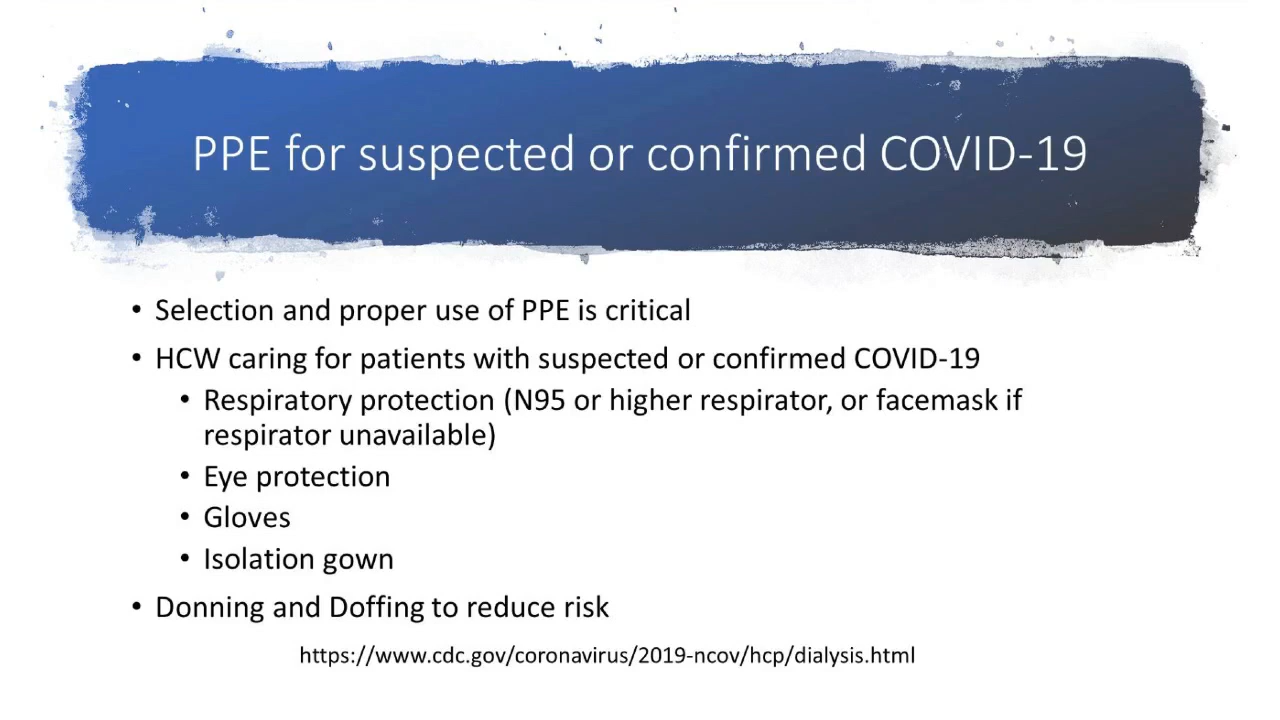 PPE for suspected or confirmed COVID-19
• Selection and proper use of PPE is critical
• HCW caring for patients with suspected or confirmed COVID-19
• Respiratory protection (N95 or higher respirator, or facemask if
respirator unavailable)
• Eye protection
• Gloves
• Isolation gown
• Donning and Doffing to reduce risk
https://www.cdc.gov/coronavirus/2019-ncov/hcp/dialysis.html